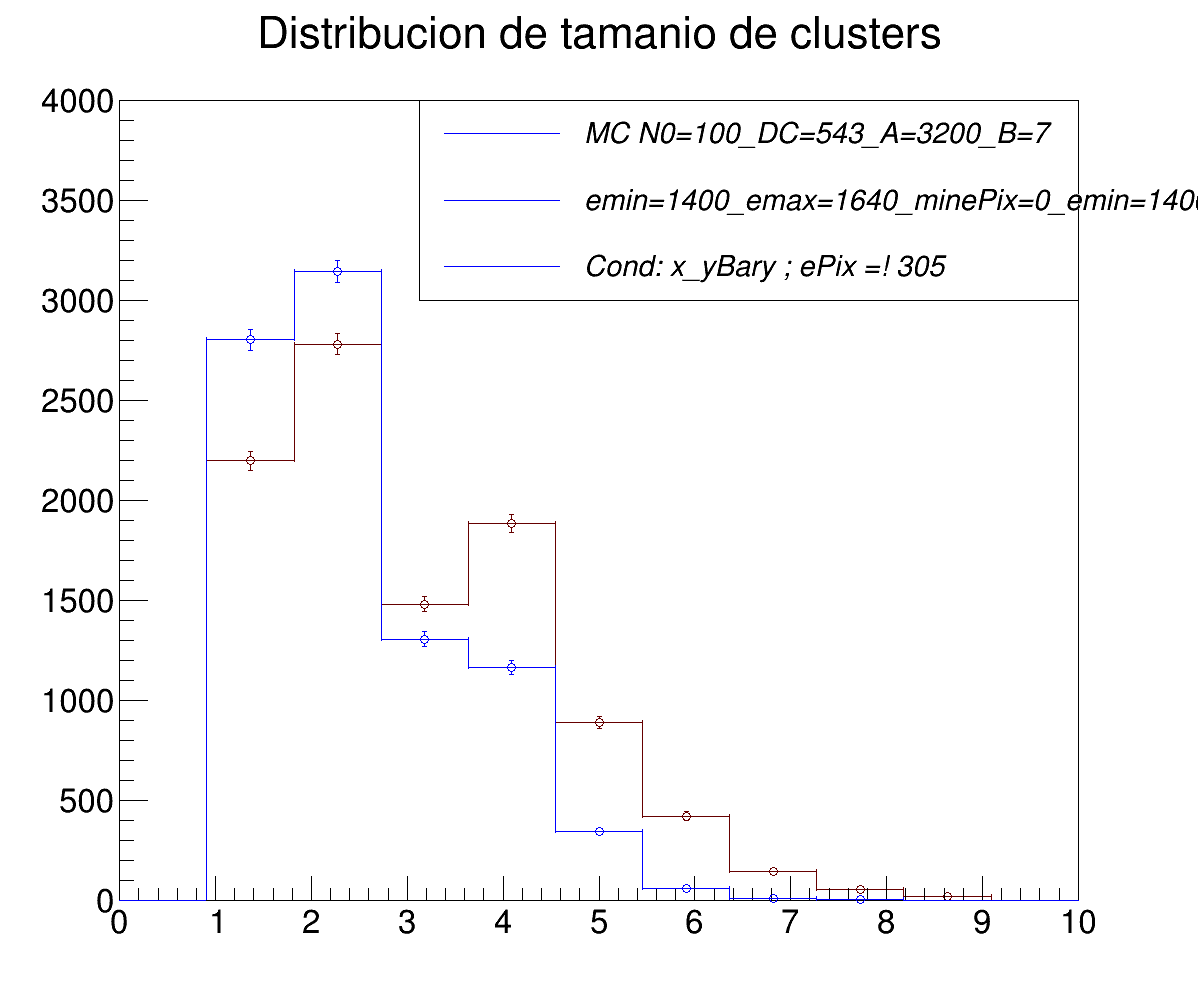 Distribucion de tamanio de clusters
4000
3500
3000
2500
2000
1500
1000
500
0
MC N0=100_DC=543_A=3200_B=7
emin=1400_emax=1640_minePix=0_emin=140
Cond: x_yBary ; ePix =! 305
0 1 2 3 4 5 6 7 8 9 10